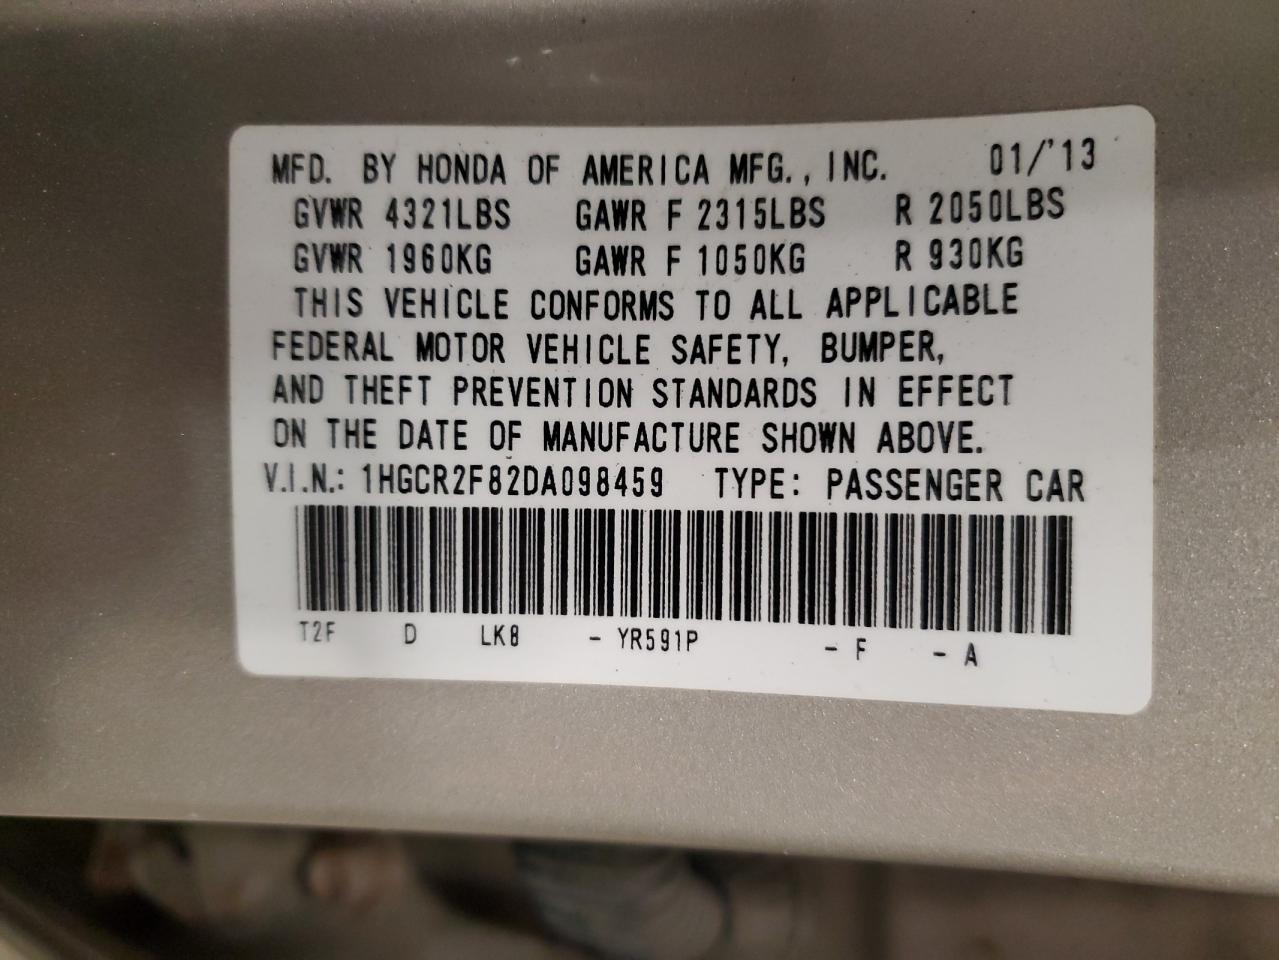 MFD. BY HONDA OF AMERICA MFG., INC. 01/'13
GVWR 4321LBS GAWR F 2315LBS R 2050LBS
GVWR 1960KG GAWR F 1050KG R 930KG
THIS VEHICLE CONFORMS TO ALL APPLICABLE
FEDERAL MOTOR VEHICLE SAFETY, BUMPER,
AND THEFT PREVENTION STANDARDS IN EFFECT
ON THE DATE OF MANUFACTURE SHOWN ABOVE.
V.I.N.: 1HGCR2F82DA098459 TYPE: PASSENGER CAR
T2F D LK8 - YR591P - F - A